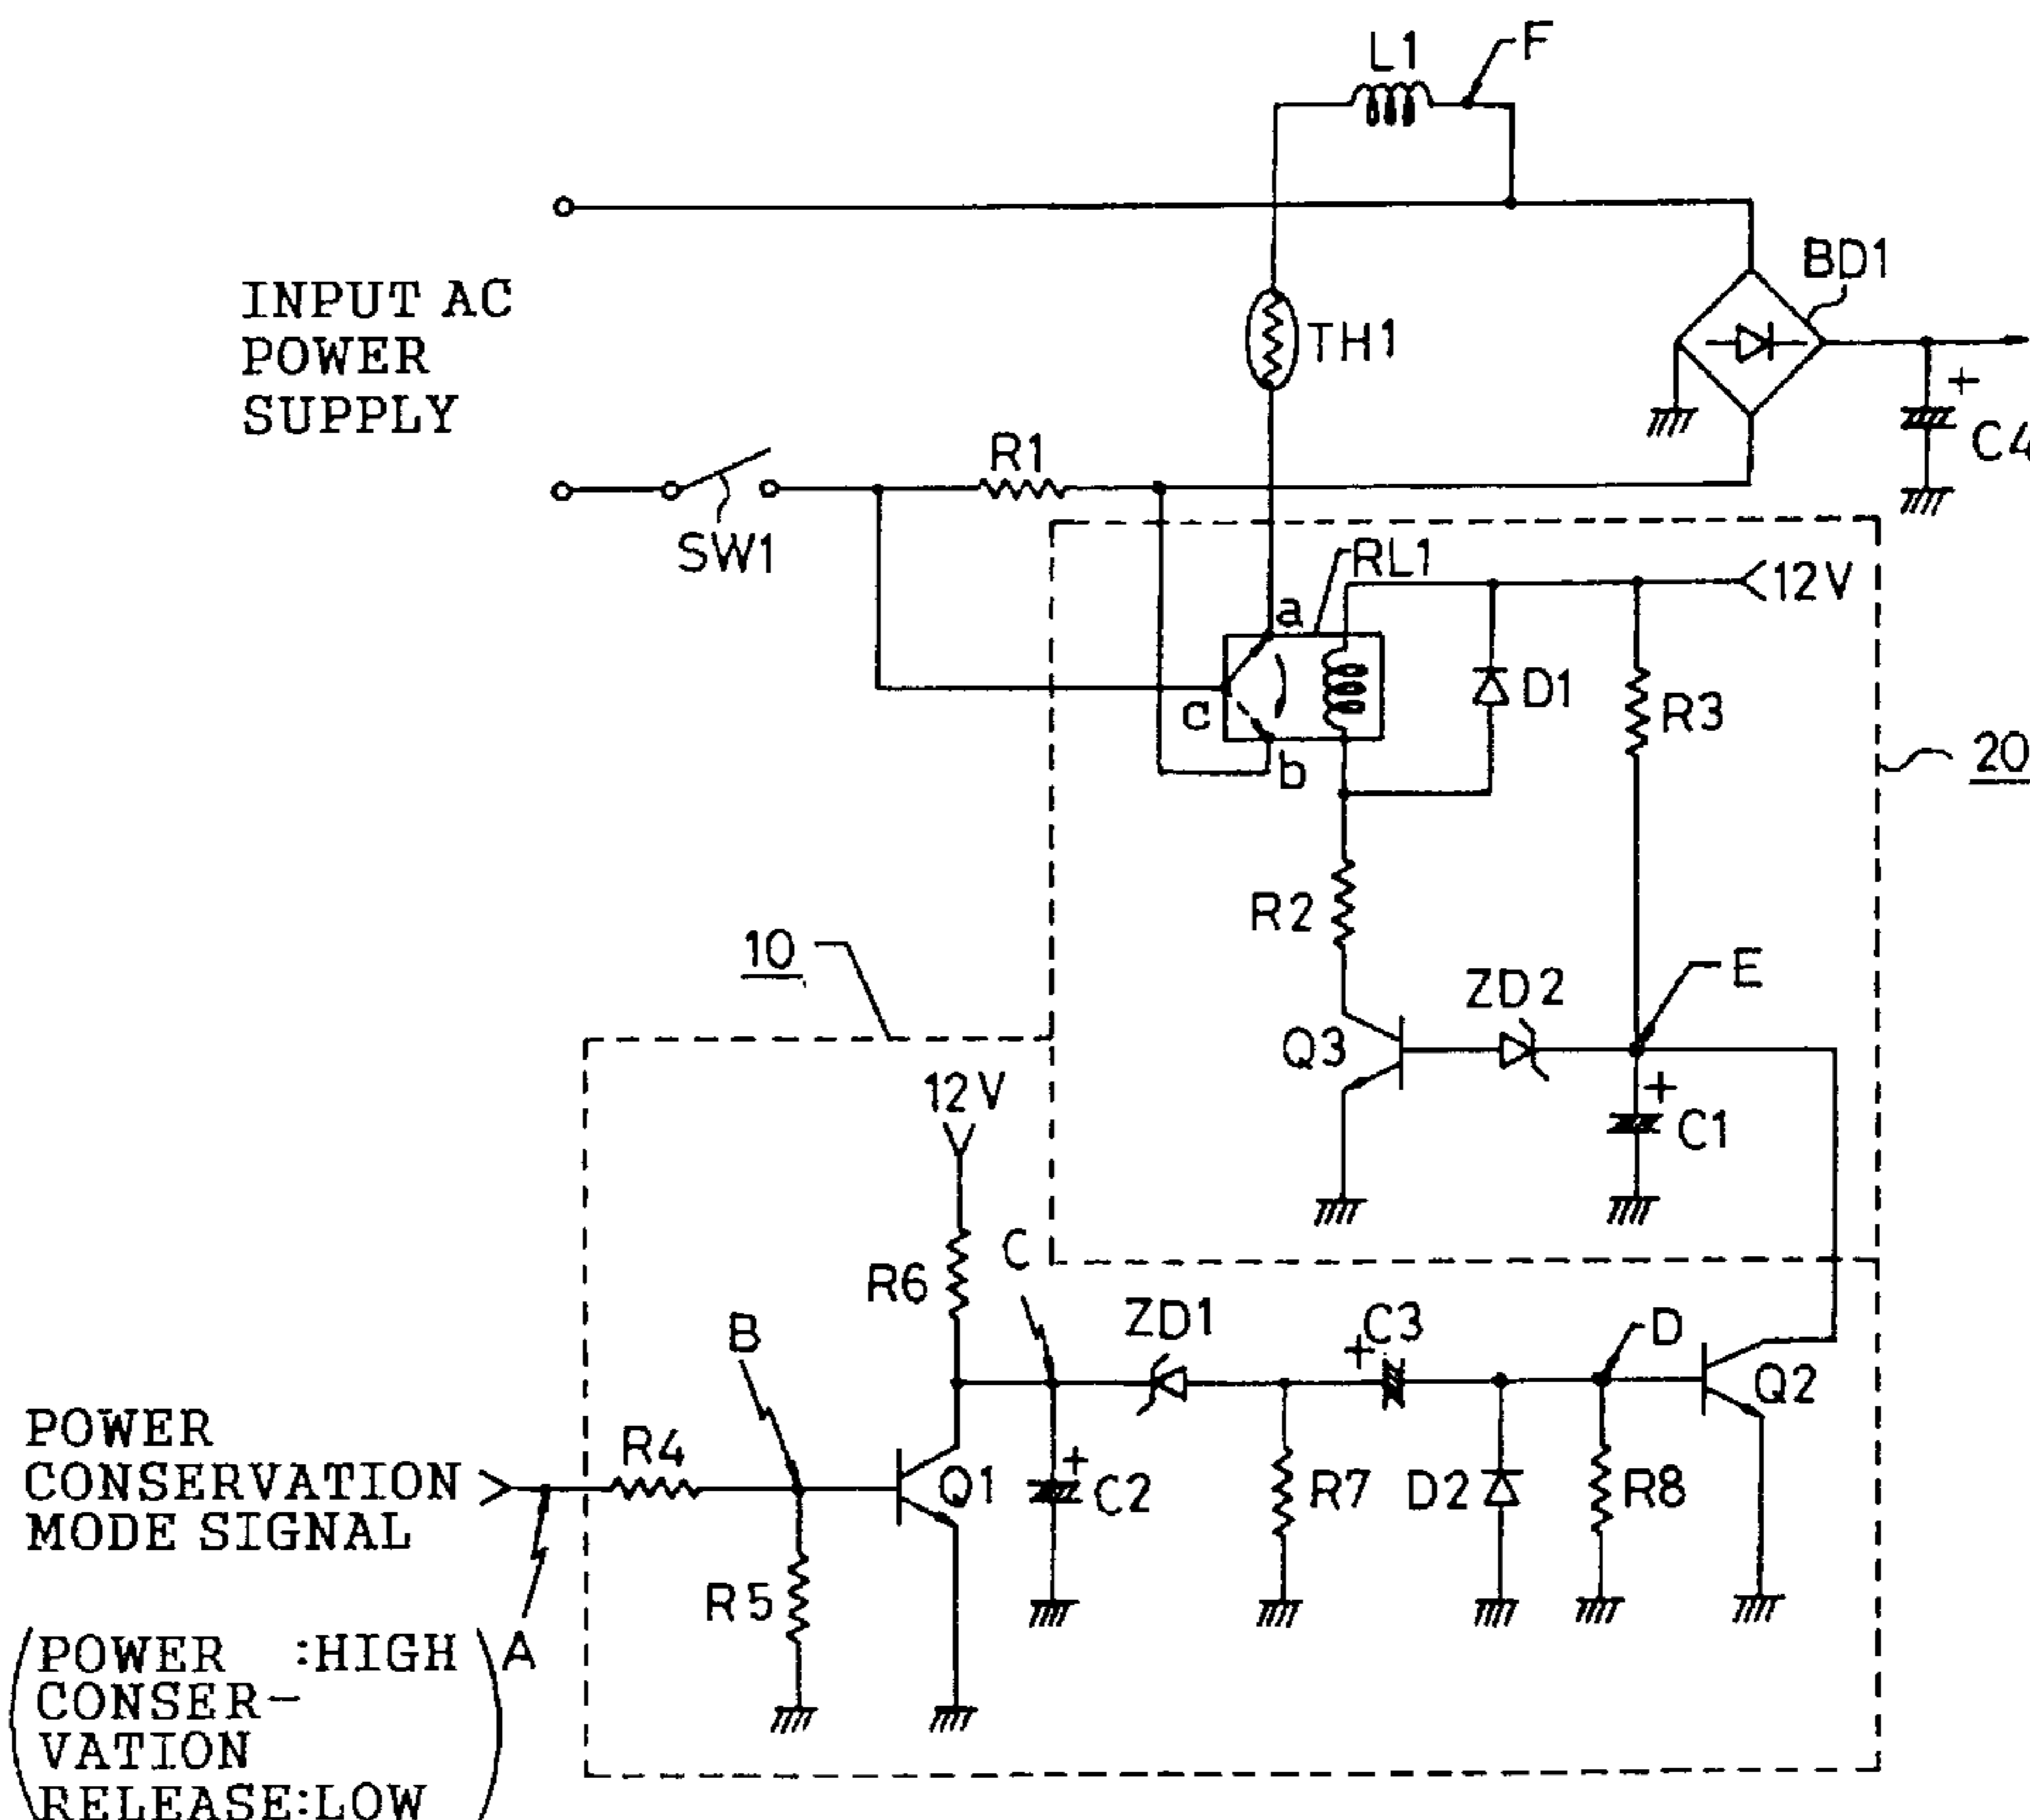 L1
F
INPUT AC
POWER
SUPPLY
BD1
TH1
+
C4
R1
SW1
RL1
12V
a
c
b
D1
R3
20
R2
10
ZD2
E
Q3
+
C1
12V
R6
C
ZD1
+
C3
D
B
Q2
POWER
CONSERVATION
MODE SIGNAL
R4
Q1
+
C2
R7
D2
R8
R5
A
(POWER :HIGH
CONSER-
VATION
RELEASE:LOW)